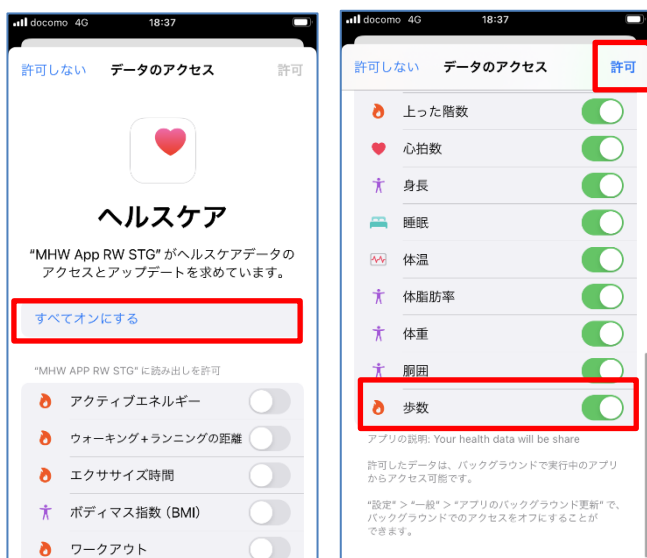 docomo 4G 18:37
許可しない データのアクセス 許可
ヘルスケア
“MHW App RW STG”がヘルスケアデータの
アクセスとアップデートを求めています。
すべてオンにする
“MHW APP RW STG” に読み出しを許可
アクティブエネルギー
ウォーキング+ランニングの距離
エクササイズ時間
ボディマス指数 (BMI)
ワークアウト
docomo 4G 18:37
許可しない データのアクセス 許可
上った階数
心拍数
身長
睡眠
体温
体脂肪率
体重
胴囲
歩数
アプリの説明: Your health data will be share
許可したデータは、バックグラウンドで実行中のアプリ
からアクセス可能です。
“設定” > “一般” > “アプリのバックグラウンド更新” で、
バックグラウンドでのアクセスをオフにすることが
できます。